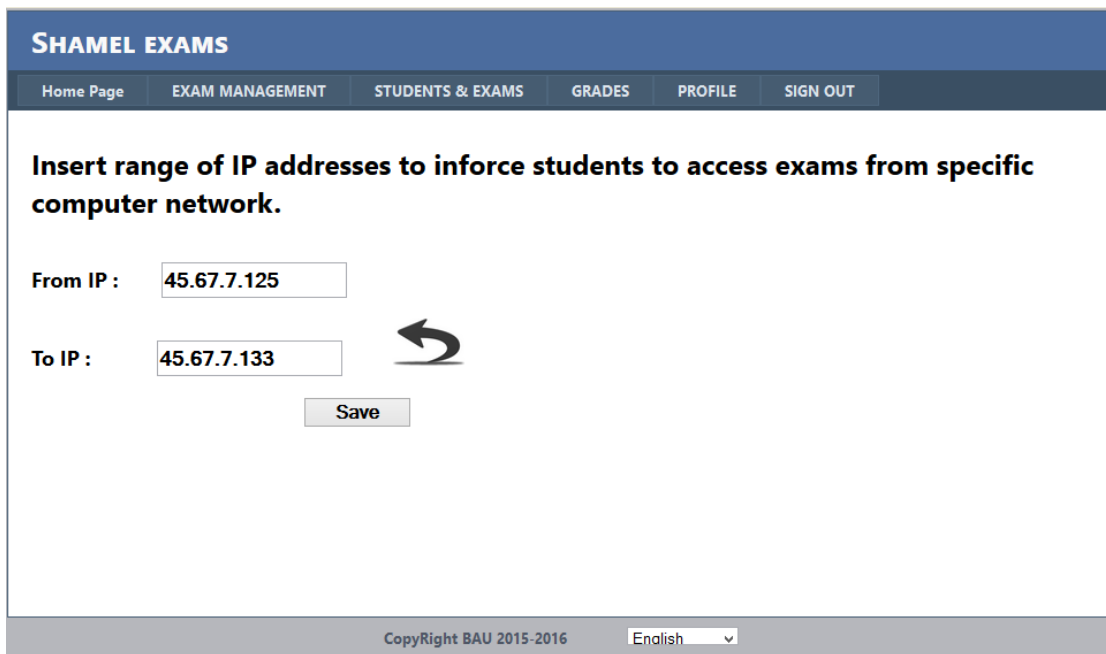 SHAMEL EXAMS
Home Page EXAM MANAGEMENT STUDENTS & EXAMS GRADES PROFILE SIGN OUT
Insert range of IP addresses to inforce students to access exams from specific
computer network.
From IP : 45.67.7.125
To IP : 45.67.7.133
Save
CopyRight BAU 2015-2016 English